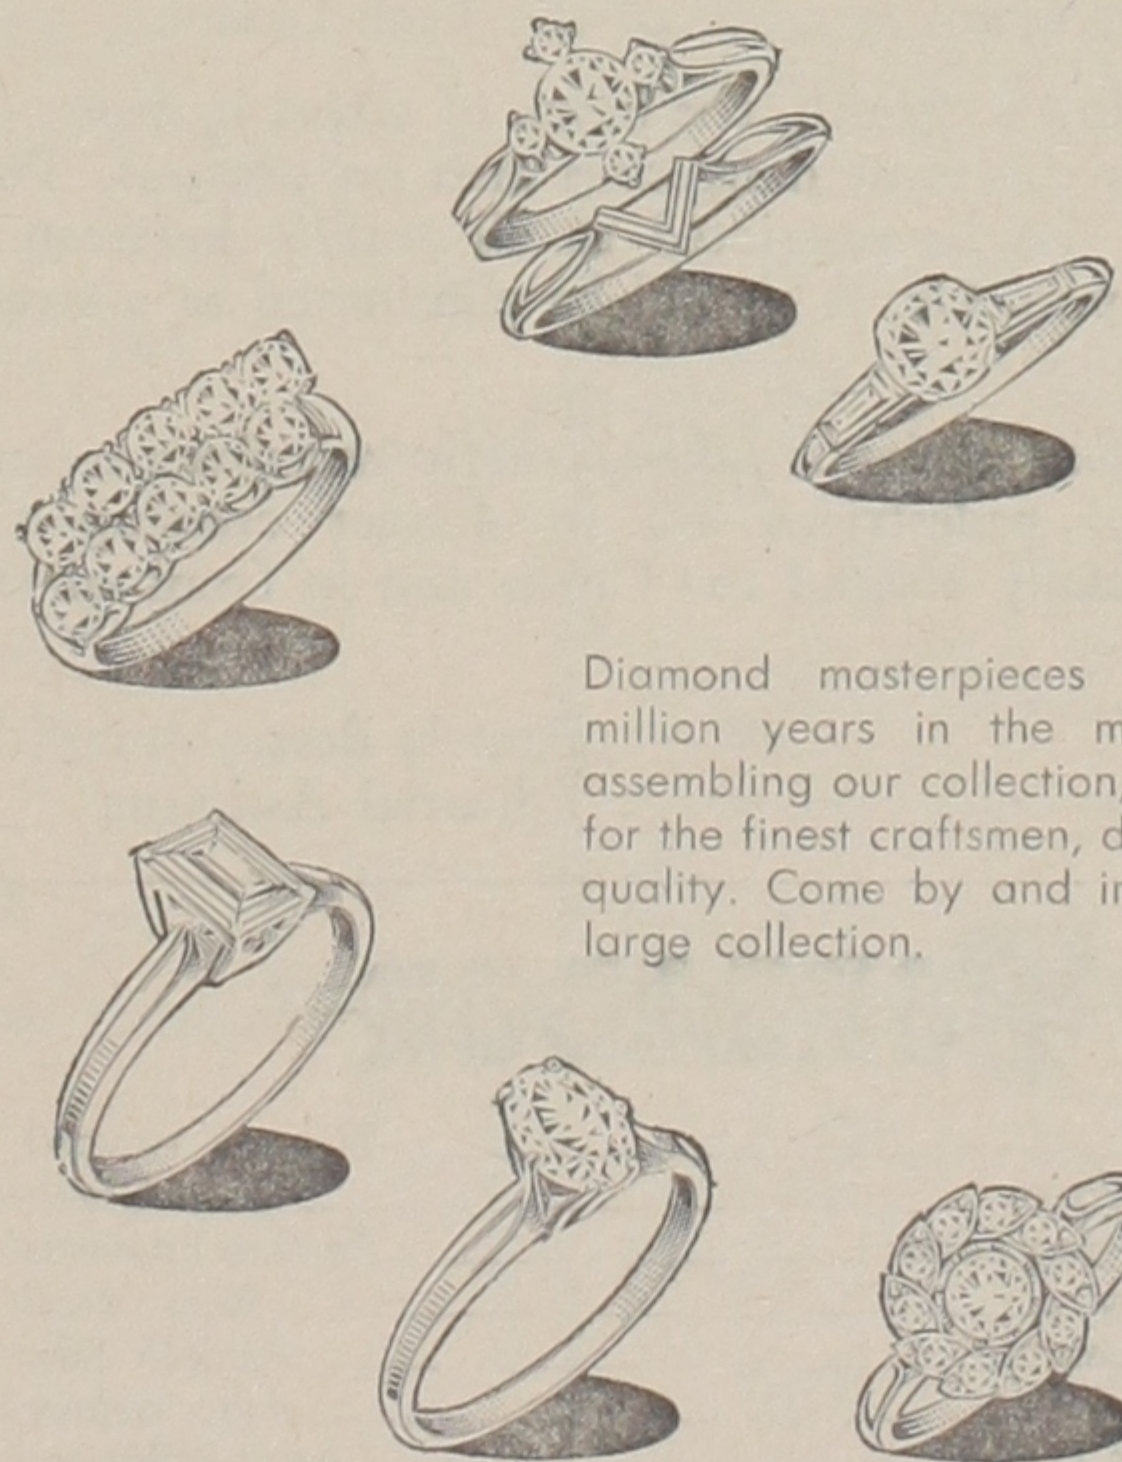 Diamond masterpieces
million years in the
assembling our collection,
for the finest craftsmen,
quality. Come by and
large collection.